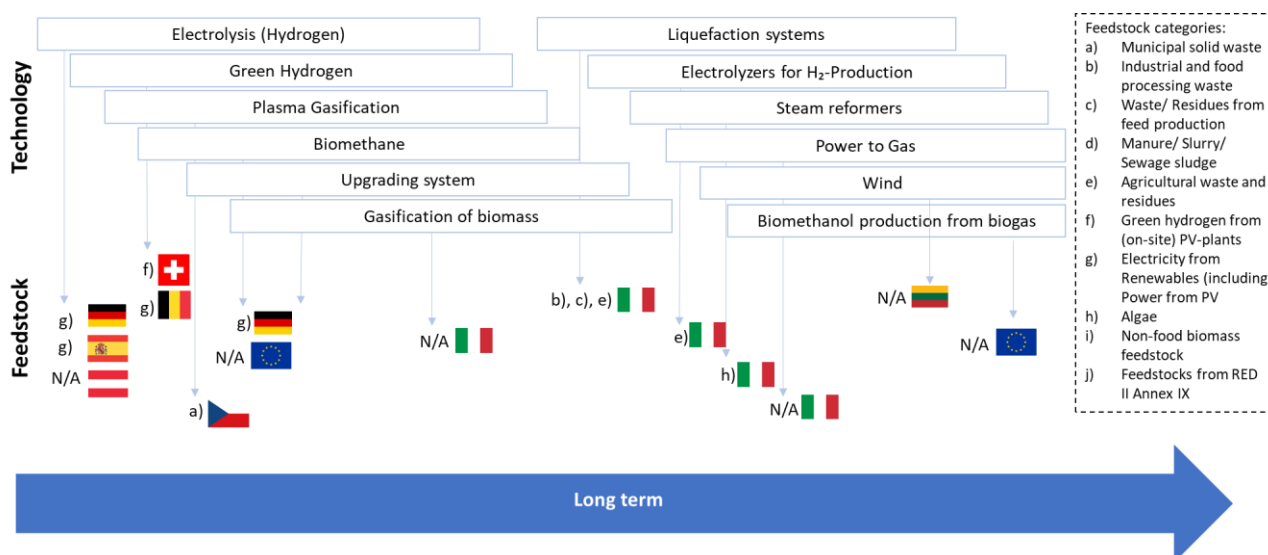 Technology
Electrolysis (Hydrogen)
Green Hydrogen
Plasma Gasification
Biomethane
Upgrading system
Gasification of biomass
Liquefaction systems
Electrolyzers for H₂-Production
Steam reformers
Power to Gas
Wind
Biomethanol production from biogas
Feedstock
g)
g)
N/A
f)
g)
a)
g)
N/A
N/A
b), c), e)
e)
h)
N/A
N/A
N/A
Feedstock categories:
a) Municipal solid waste
b) Industrial and food
processing waste
c) Waste/ Residues from
feed production
d) Manure/ Slurry/
Sewage sludge
e) Agricultural waste and
residues
f) Green hydrogen from
(on-site) PV-plants
g) Electricity from
Renewables (including
Power from PV
h) Algae
i) Non-food biomass
feedstock
j) Feedstocks from RED
II Annex IX
Long term